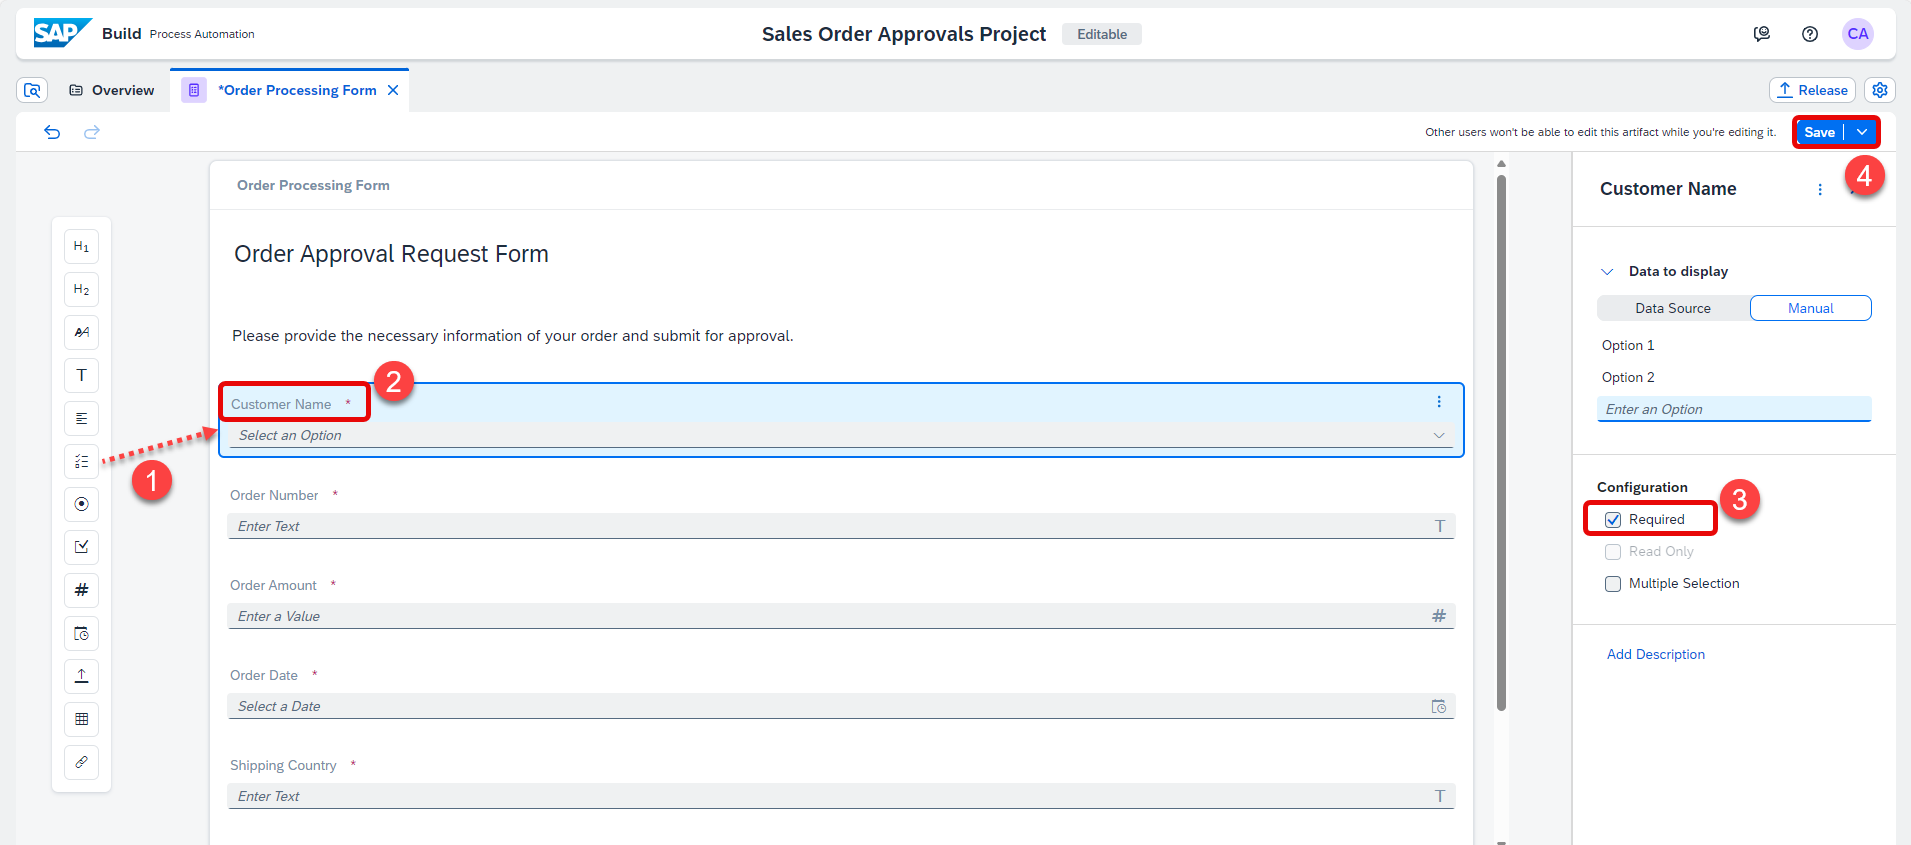 SAP Build Process Automation
Sales Order Approvals Project Editable
CA
Overview
*Order Processing Form
Release
Other users won't be able to edit this artifact while you're editing it.
Save
4
Order Processing Form
Customer Name
H1
H2
Order Approval Request Form
Data to display
Data Source Manual
Please provide the necessary information of your order and submit for approval.
Option 1
Option 2
2
T
Customer Name *
Enter an Option
Select an Option
1
Configuration
3
Order Number *
Required
Enter Text T
Read Only
Order Amount *
Multiple Selection
#
Enter a Value #
Add Description
Order Date *
Select a Date
Shipping Country *
Enter Text T